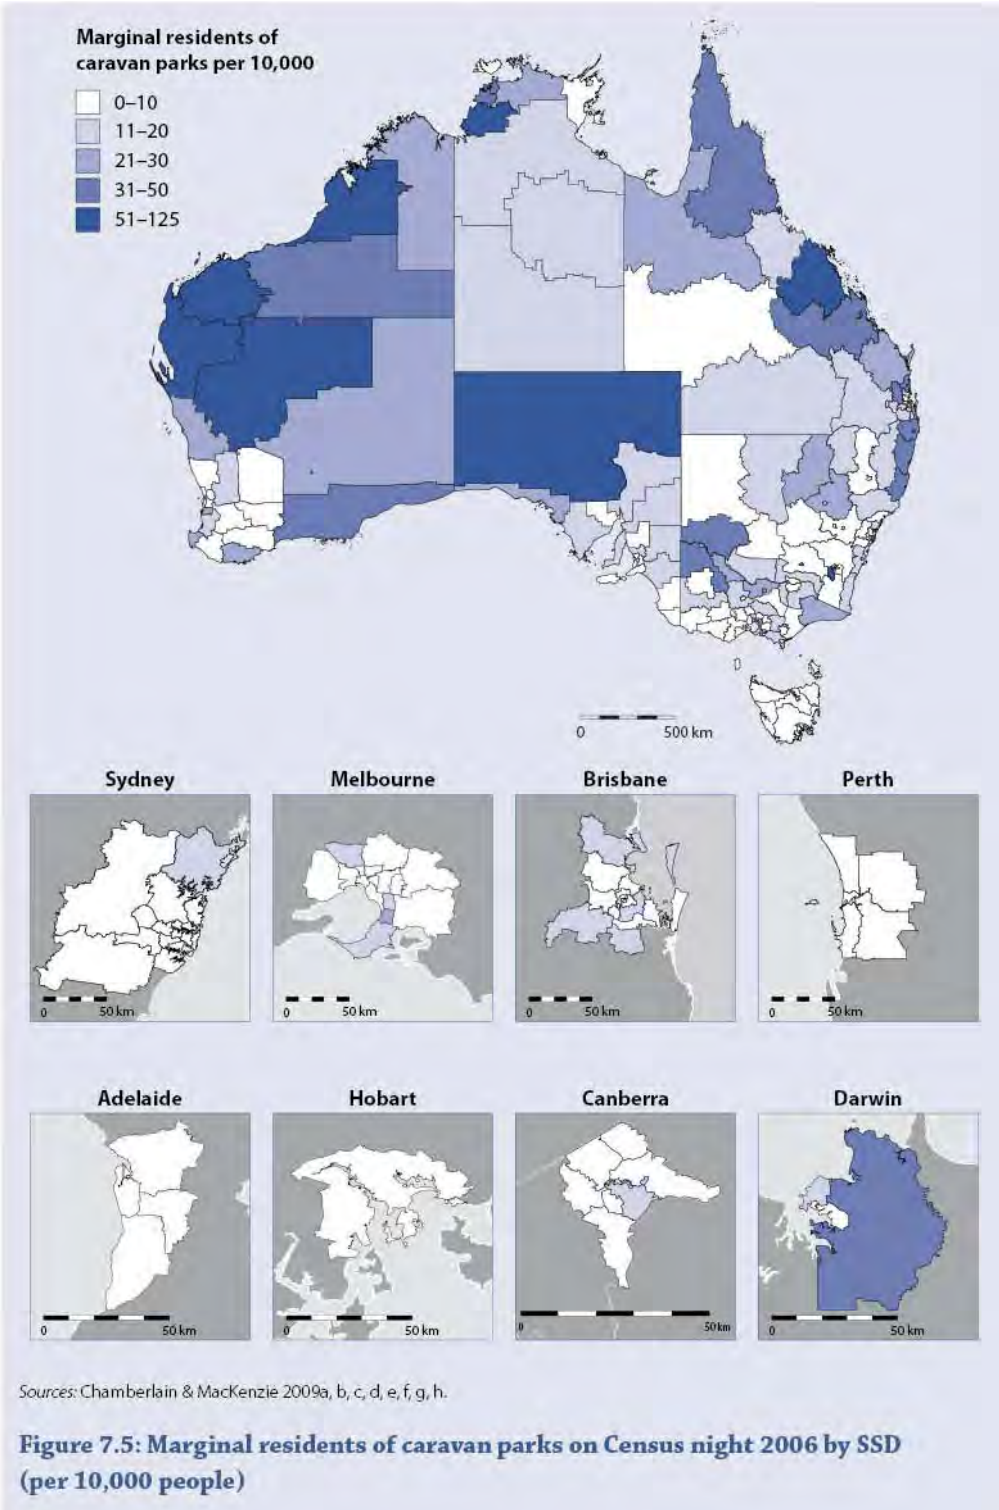 Marginal residents of
caravan parks per 10,000
0–10
11–20
21–30
31–50
51–125
0 500 km
Sydney Melbourne Brisbane Perth
0 50 km 0 50 km 0 50 km 0 50 km
Adelaide Hobart Canberra Darwin
0 50 km 0 50 km 0 50 km 0 50 km
Sources: Chamberlain & MacKenzie 2009a, b, c, d, e, f, g, h.
Figure 7.5: Marginal residents of caravan parks on Census night 2006 by SSD
(per 10,000 people)